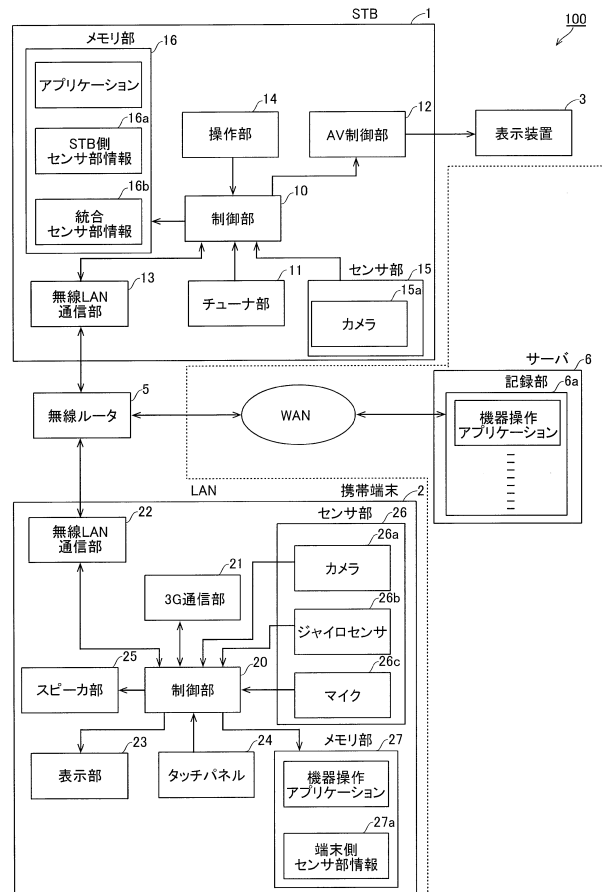 100
STB
1
メモリ部
16
アプリケーション
16a
STB側
センサ部情報
16b
統合
センサ部情報
14
操作部
12
AV制御部
3
表示装置
10
制御部
13
無線LAN
通信部
11
チューナ部
センサ部
15
15a
カメラ
5
無線ルータ
WAN
サーバ
6
記録部
6a
機器操作
アプリケーション
LAN
携帯端末
2
22
無線LAN
通信部
21
3G通信部
センサ部
26
26a
カメラ
26b
ジャイロセンサ
26c
マイク
25
スピーカ部
20
制御部
23
表示部
24
タッチパネル
メモリ部
27
機器操作
アプリケーション
27a
端末側
センサ部情報